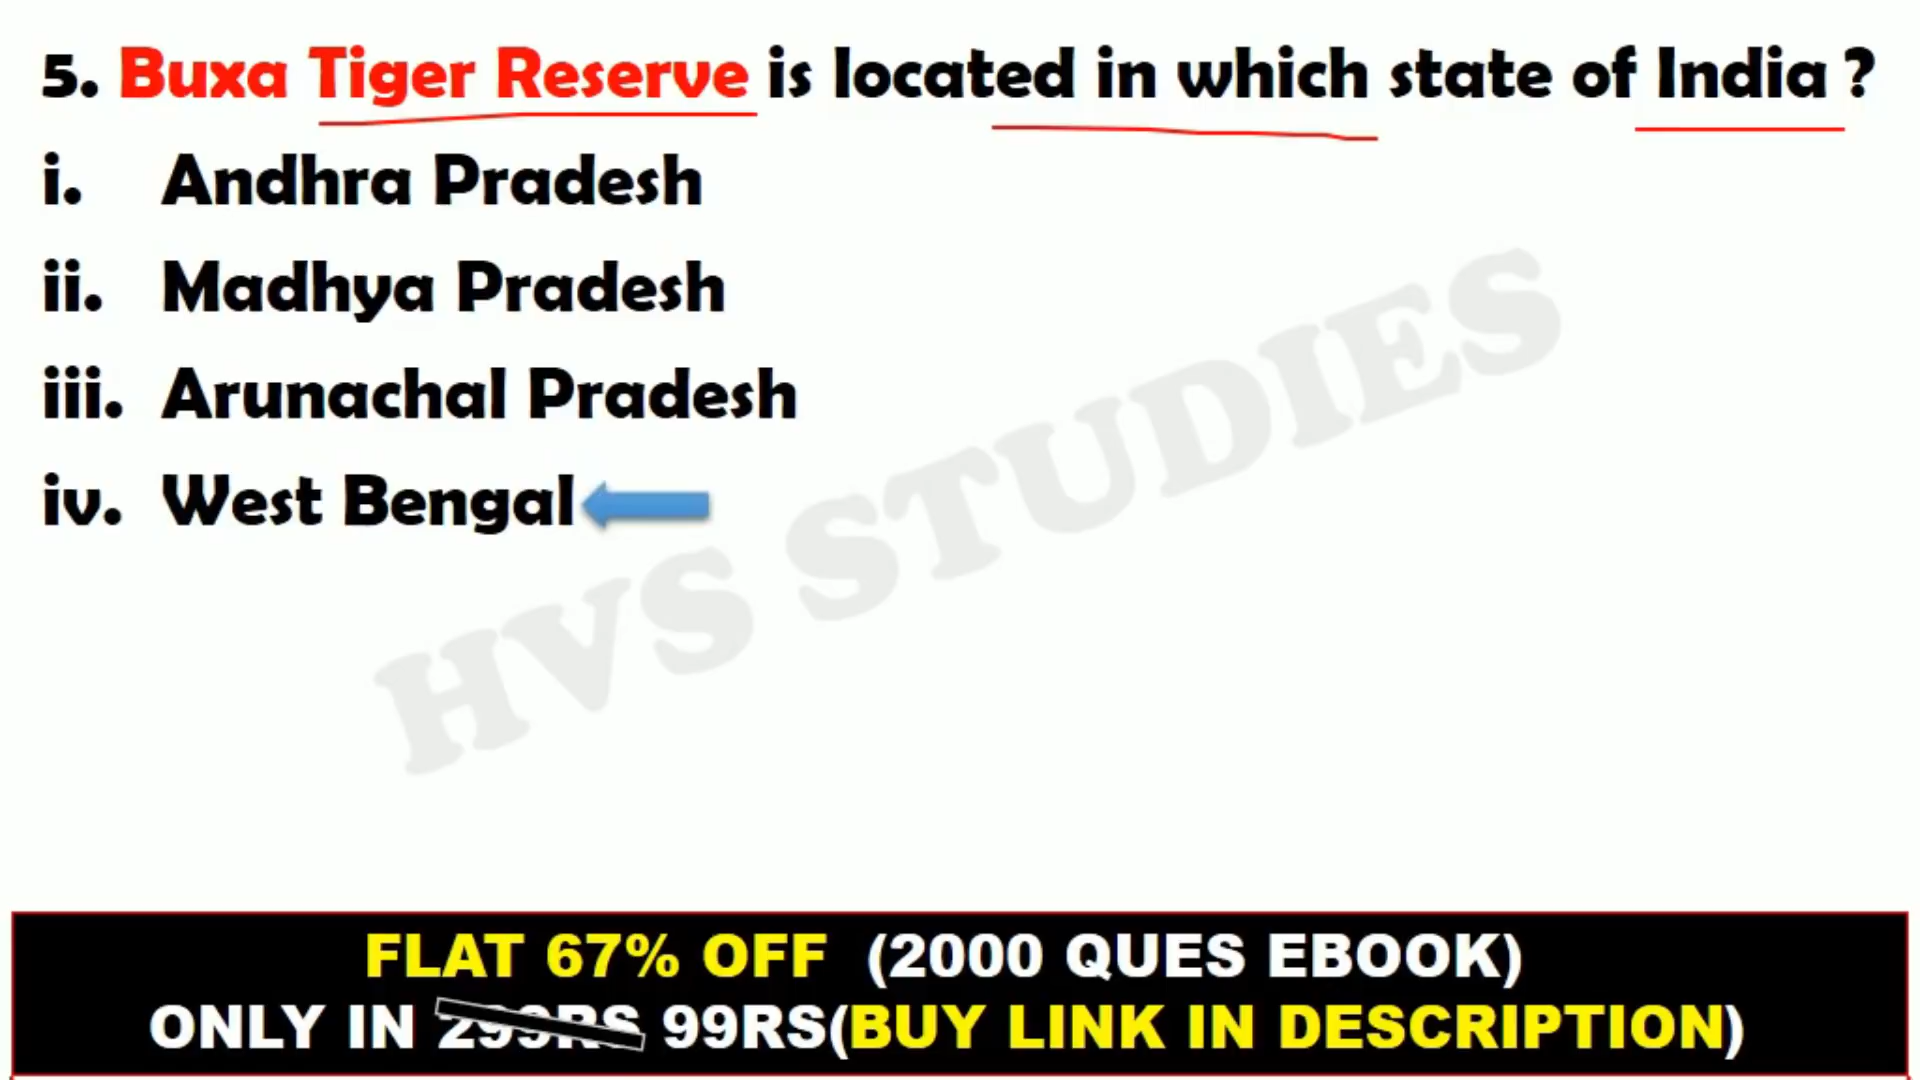 5. Buxa Tiger Reserve is located in which state of India ?
i. Andhra Pradesh
ii. Madhya Pradesh
iii. Arunachal Pradesh
iv. West Bengal
HVS STUDIES
FLAT 67% OFF (2000 QUES EBOOK)
ONLY IN 299RS 99RS(BUY LINK IN DESCRIPTION)